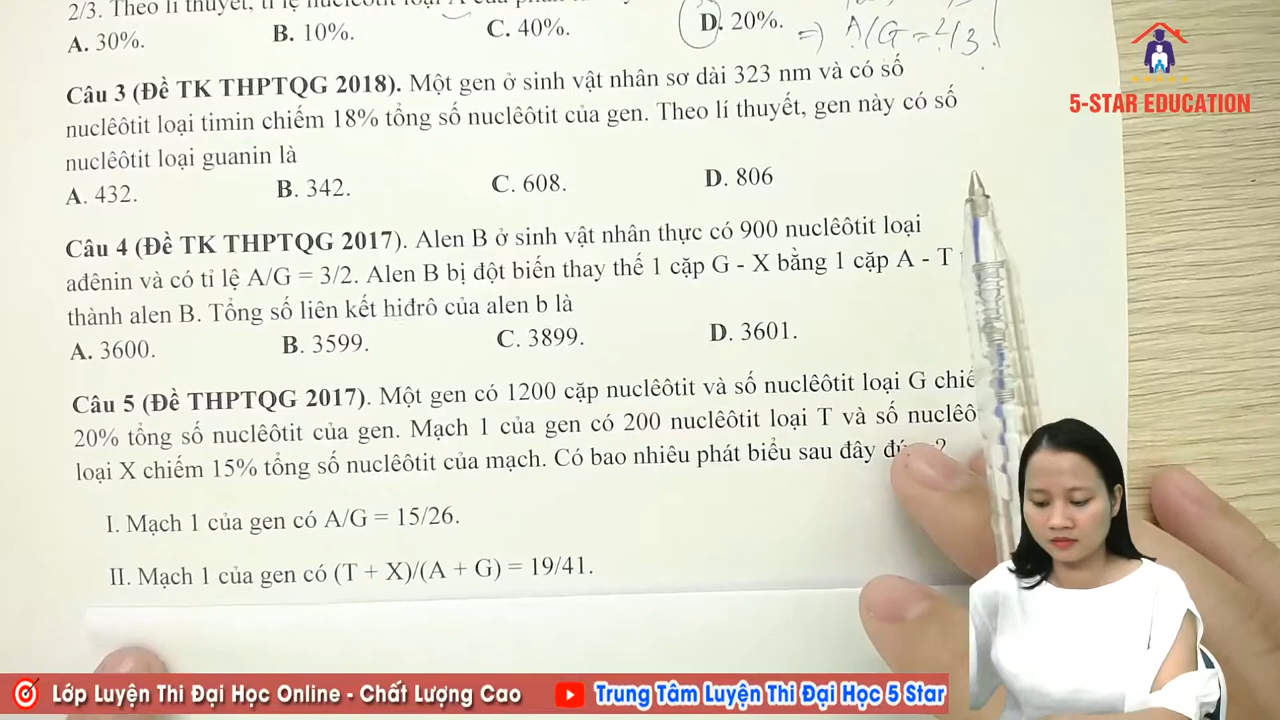 2/3. Theo lí thuyết, tỉ lệ nuclêôtit loại A của
A. 30%. B. 10%. C. 40%. D. 20%. => A/G = 2/3
Câu 3 (Đề TK THPTQG 2018). Một gen ở sinh vật nhân sơ dài 323 nm và có số
nuclêôtit loại timin chiếm 18% tổng số nuclêôtit của gen. Theo lí thuyết, gen này có số
nuclêôtit loại guanin là
A. 432. B. 342. C. 608. D. 806
Câu 4 (Đề TK THPTQG 2017). Alen B ở sinh vật nhân thực có 900 nuclêôtit loại
ađênin và có tỉ lệ A/G = 3/2. Alen B bị đột biến thay thế 1 cặp G - X bằng 1 cặp A - T
thành alen B. Tổng số liên kết hiđrô của alen b là
A. 3600. B. 3599. C. 3899. D. 3601.
Câu 5 (Đề THPTQG 2017). Một gen có 1200 cặp nuclêôtit và số nuclêôtit loại G chiế
20% tổng số nuclêôtit của gen. Mạch 1 của gen có 200 nuclêôtit loại T và số nuclêô
loại X chiếm 15% tổng số nuclêôtit của mạch. Có bao nhiêu phát biểu sau đây
I. Mạch 1 của gen có A/G = 15/26.
II. Mạch 1 của gen có (T + X)/(A + G) = 19/41.
5-STAR EDUCATION
Lớp Luyện Thi Đại Học Online - Chất Lượng Cao
Trung Tâm Luyện Thi Đại Học 5 Star